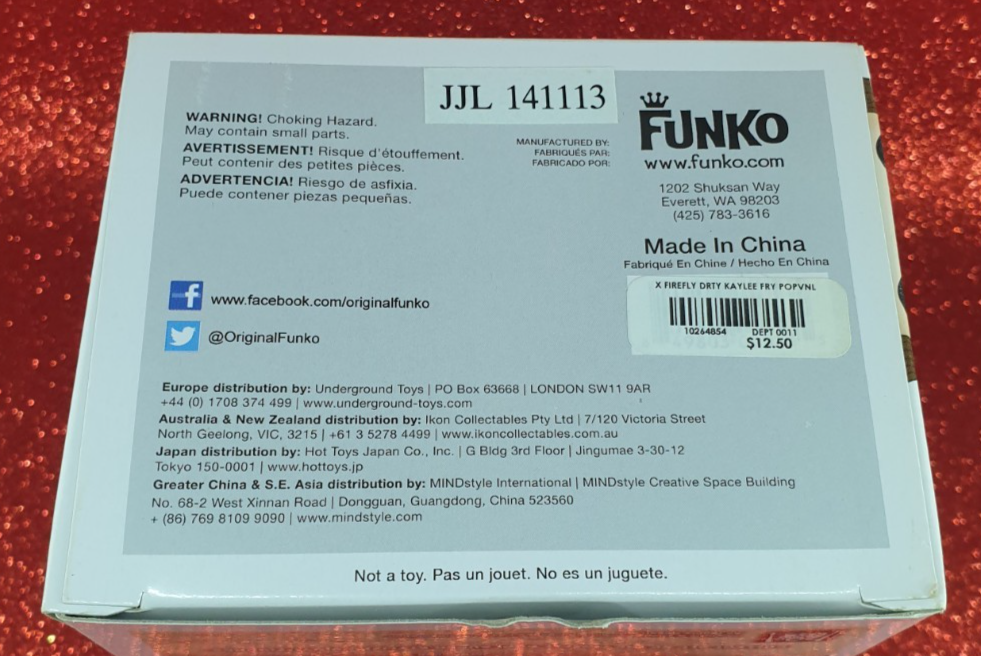 JJL 141113
WARNING! Choking Hazard.
May contain small parts.
AVERTISSEMENT! Risque d'étouffement.
Peut contenir des petites pièces.
ADVERTENCIA! Riesgo de asfixia.
Puede contener piezas pequeñas.
MANUFACTURED BY:
FABRIQUÉS PAR:
FABRICADO POR:
FUNKO
www.funko.com
1202 Shuksan Way
Everett, WA 98203
(425) 783-3616
Made In China
Fabriqué En Chine / Hecho En China
X FIREFLY DRTY KAYLEE FRY POPVNL
10264854 DEPT 0011
$12.50
f www.facebook.com/originalfunko
@OriginalFunko
Europe distribution by: Underground Toys | PO Box 63668 | LONDON SW11 9AR
+44 (0) 1708 374 499 | www.underground-toys.com
Australia & New Zealand distribution by: Ikon Collectables Pty Ltd | 7/120 Victoria Street
North Geelong, VIC, 3215 | +61 3 5278 4499 | www.ikoncollectables.com.au
Japan distribution by: Hot Toys Japan Co., Inc. | G Bldg 3rd Floor | Jingumae 3-30-12
Tokyo 150-0001 | www.hottoys.jp
Greater China & S.E. Asia distribution by: MINDstyle International | MINDstyle Creative Space Building
No. 68-2 West Xinnan Road | Dongguan, Guangdong, China 523560
+ (86) 769 8109 9090 | www.mindstyle.com
Not a toy. Pas un jouet. No es un juguete.